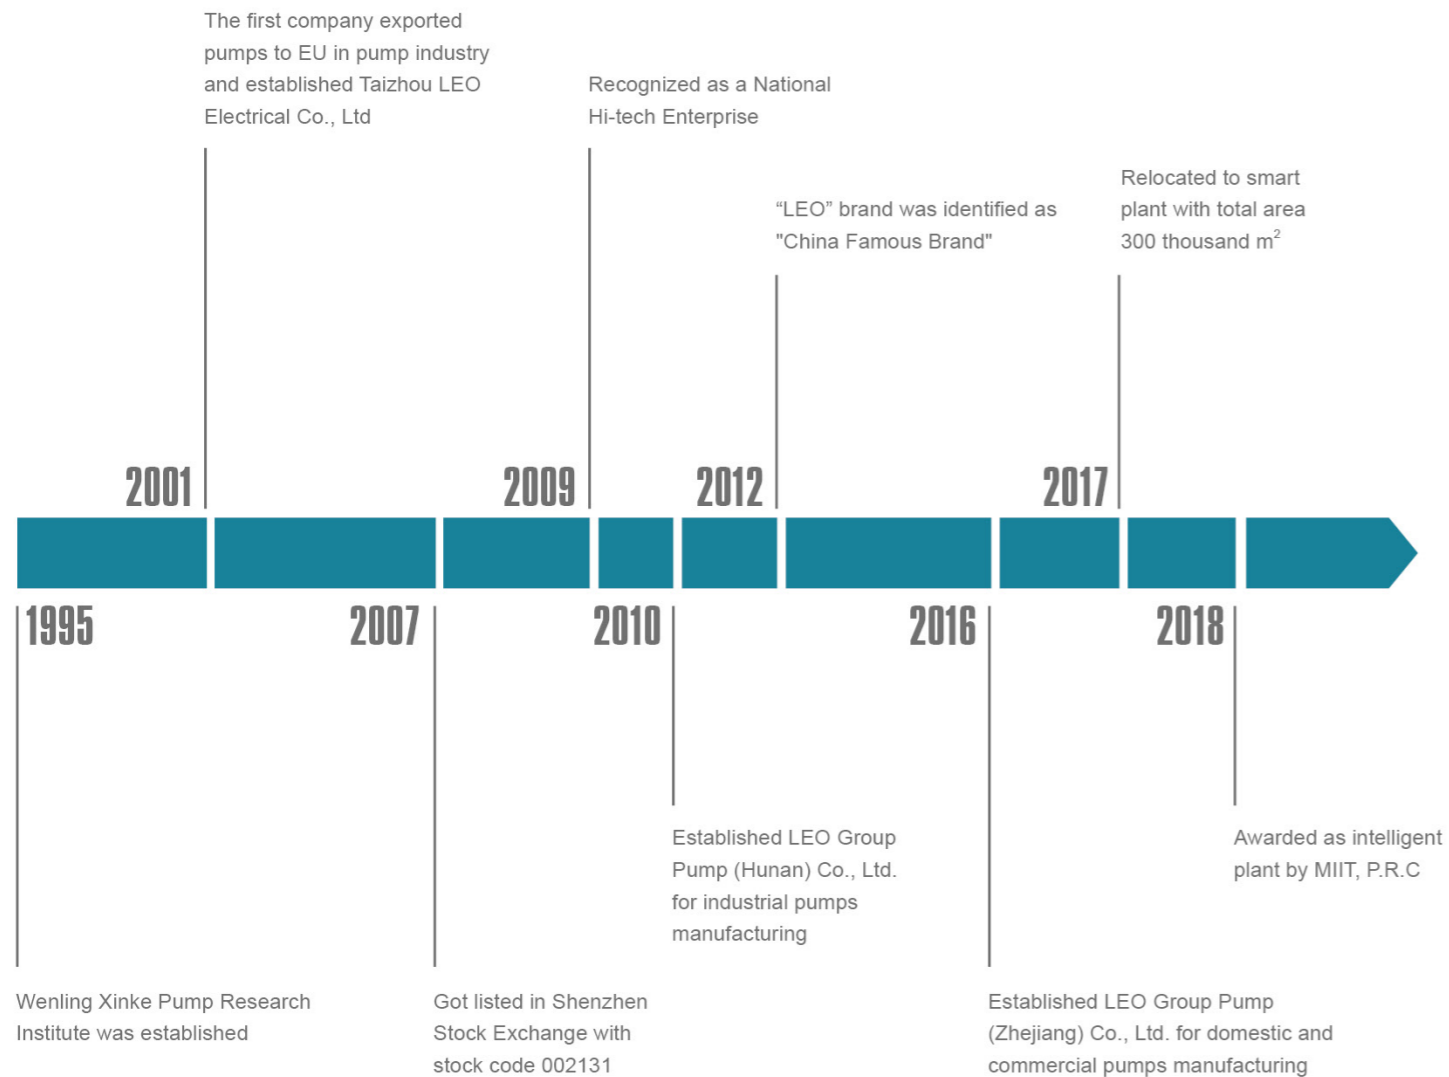 The first company exported
pumps to EU in pump industry
and established Taizhou LEO
Electrical Co., Ltd
Recognized as a National
Hi-tech Enterprise
“LEO” brand was identified as
"China Famous Brand"
Relocated to smart
plant with total area
300 thousand m²
2001
2009
2012
2017
1995
2007
2010
2016
2018
Established LEO Group
Pump (Hunan) Co., Ltd.
for industrial pumps
manufacturing
Awarded as intelligent
plant by MIIT, P.R.C
Wenling Xinke Pump Research
Institute was established
Got listed in Shenzhen
Stock Exchange with
stock code 002131
Established LEO Group Pump
(Zhejiang) Co., Ltd. for domestic and
commercial pumps manufacturing